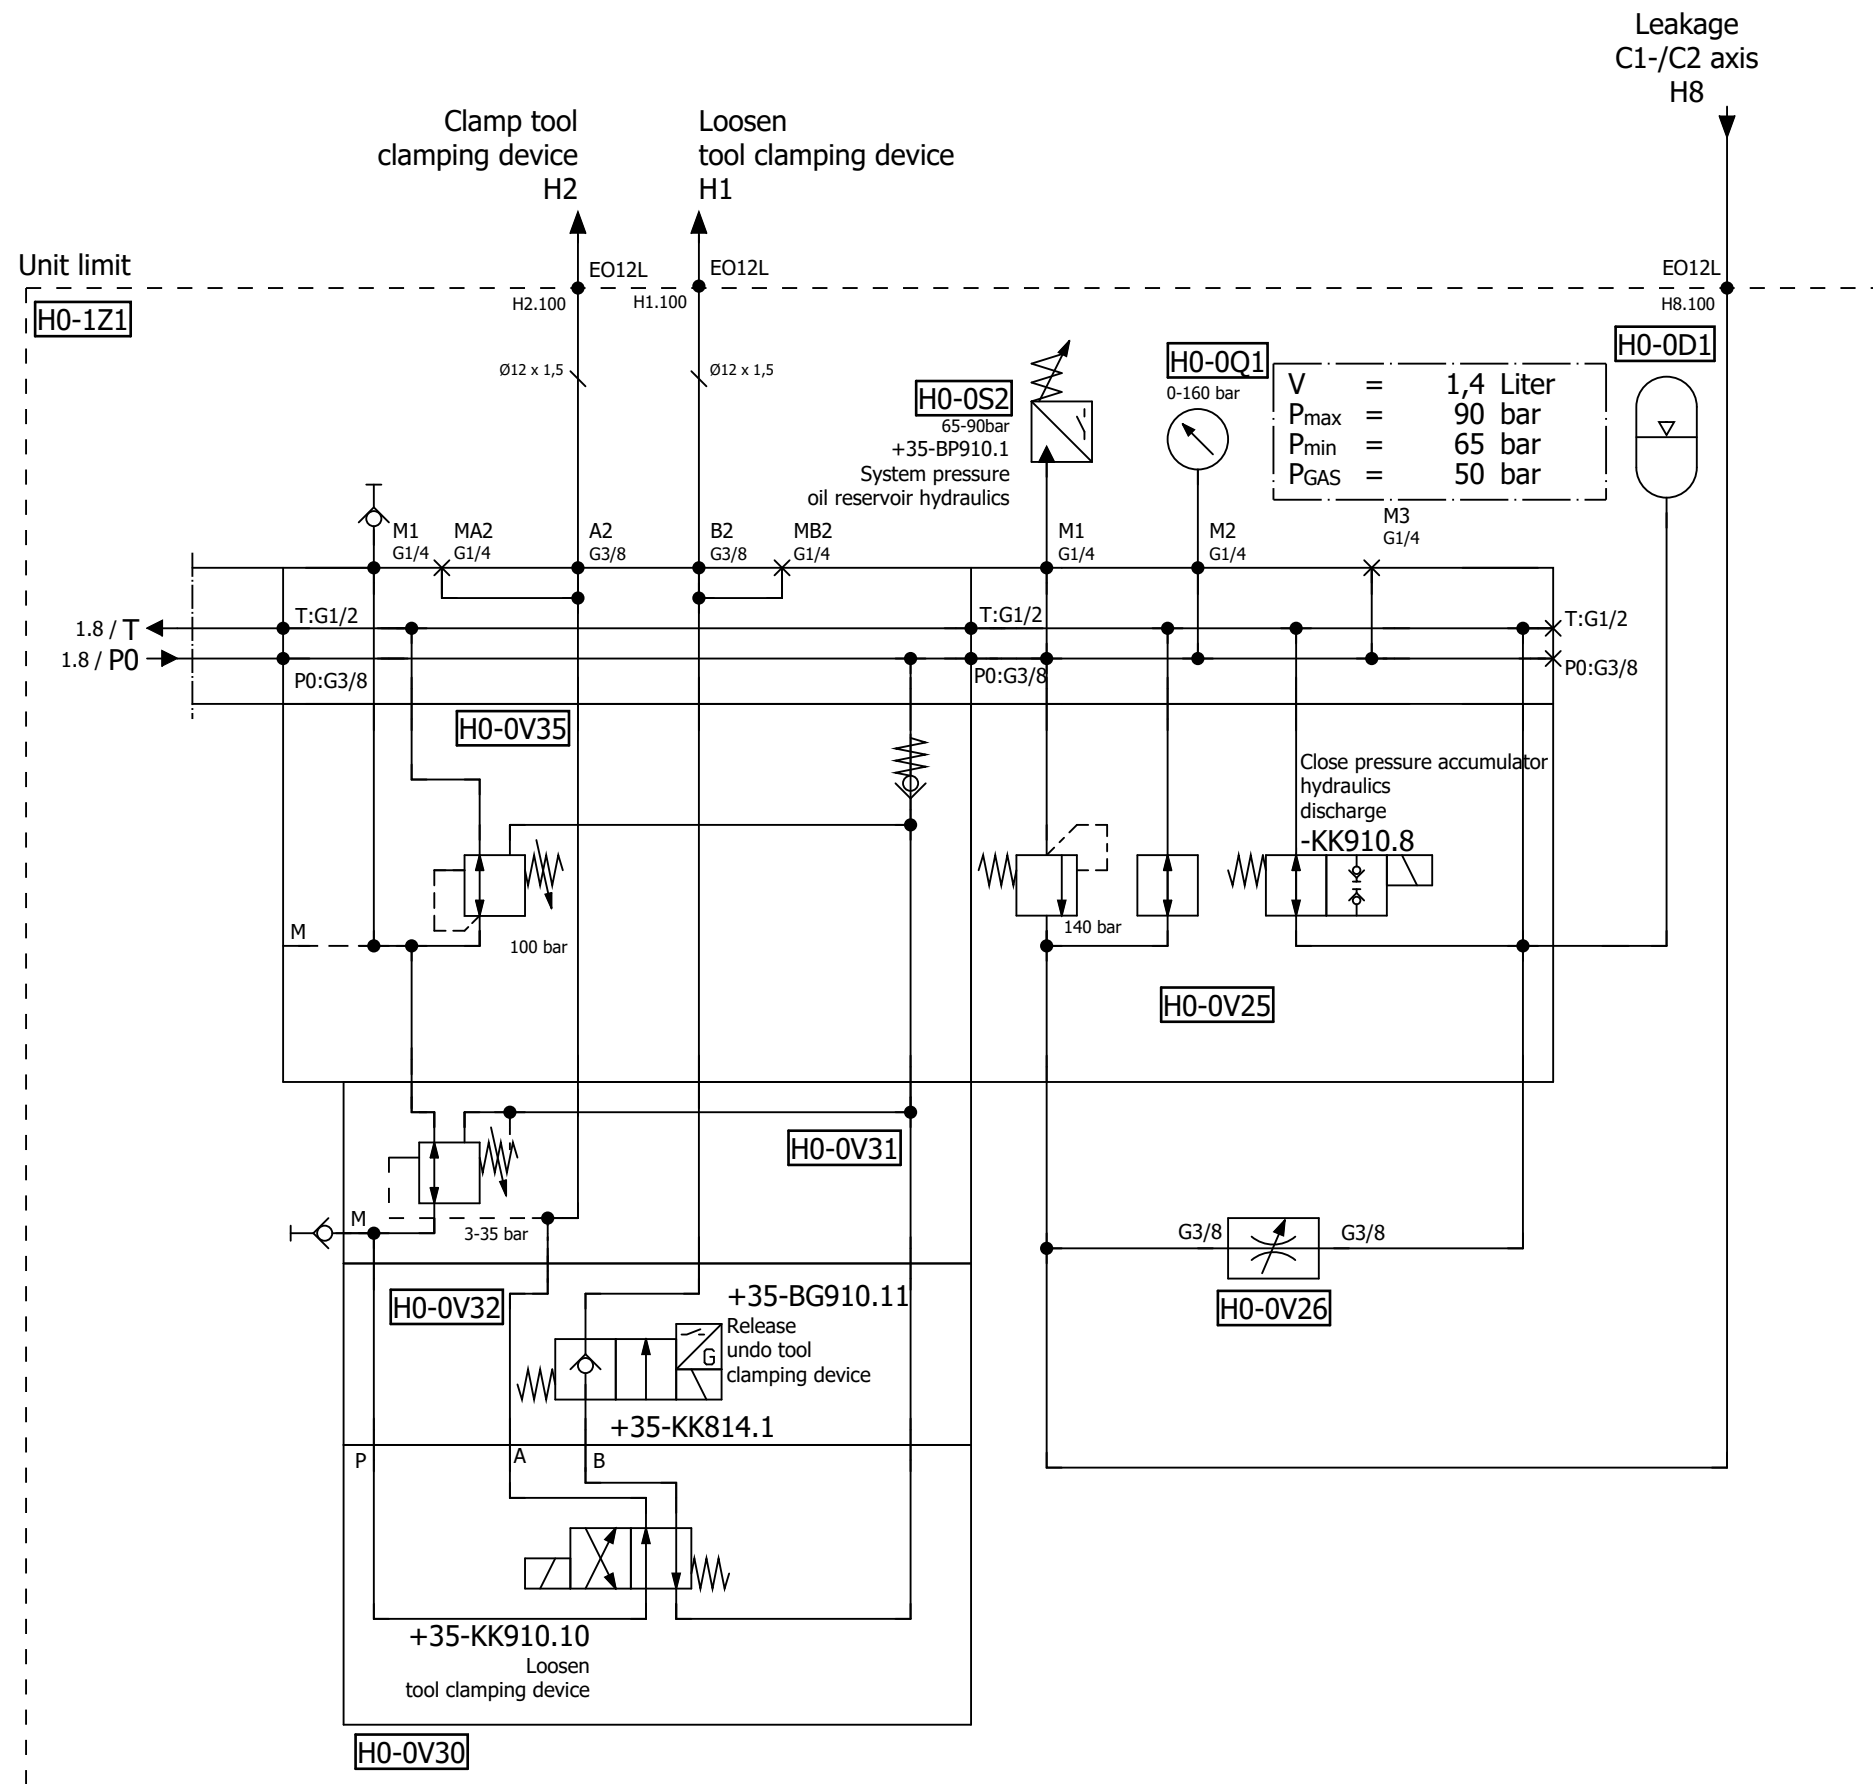 Leakage
C1-/C2 axis
H8
Clamp tool
clamping device
H2
Loosen
tool clamping device
H1
Unit limit
EO12L
EO12L
EO12L
H2.100
H1.100
H8.100
H0-1Z1
H0-0D1
H0-0Q1
0-160 bar
Ø12 x 1,5
Ø12 x 1,5
H0-0S2
65-90bar
+35-BP910.1
System pressure
oil reservoir hydraulics
V = 1,4 Liter
Pmax = 90 bar
Pmin = 65 bar
PGAS = 50 bar
M1
G1/4
MA2
G1/4
A2
G3/8
B2
G3/8
MB2
G1/4
M1
G1/4
M2
G1/4
M3
G1/4
1.8 / T
T:G1/2
T:G1/2
T:G1/2
1.8 / P0
P0:G3/8
P0:G3/8
P0:G3/8
H0-0V35
Close pressure accumulator
hydraulics
discharge
-KK910.8
M
100 bar
140 bar
H0-0V25
H0-0V31
M
3-35 bar
G3/8
G3/8
H0-0V26
H0-0V32
+35-BG910.11
Release
undo tool
clamping device
G
+35-KK814.1
P
A
B
+35-KK910.10
Loosen
tool clamping device
H0-0V30